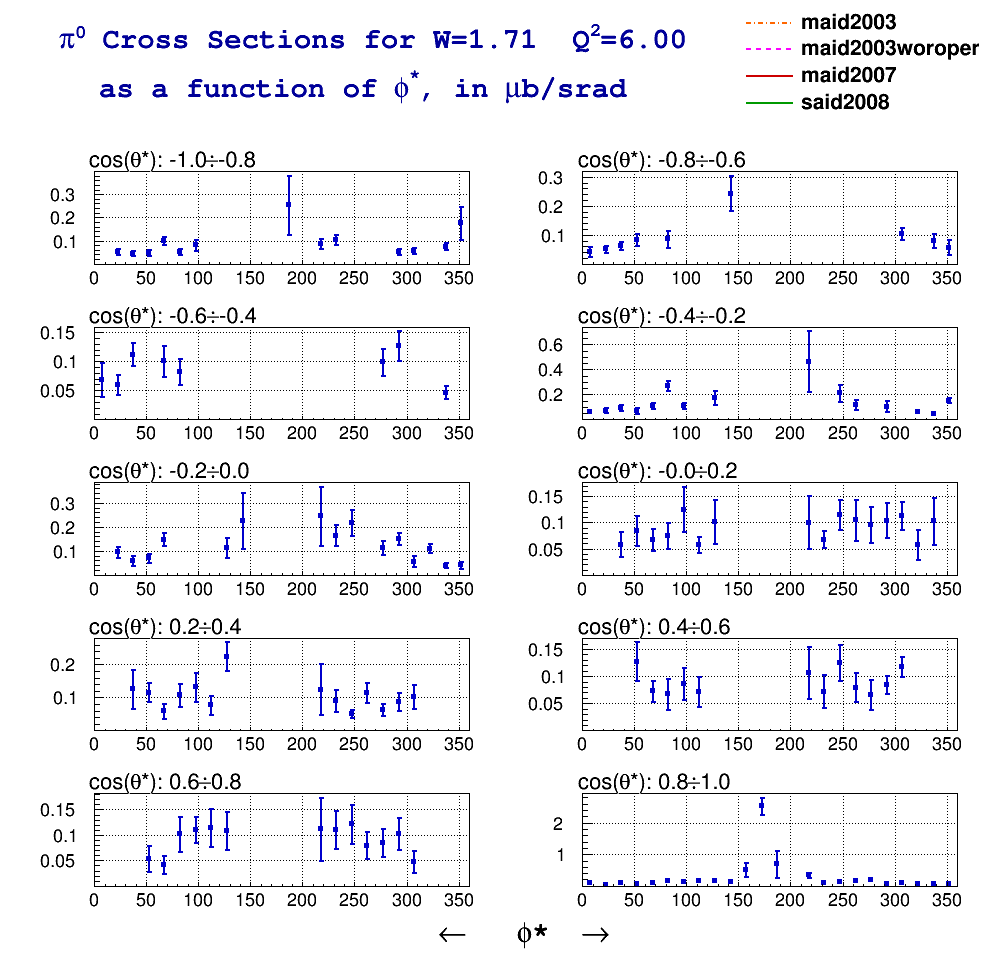 π⁰ Cross Sections for W=1.71 Q²=6.00
as a function of ϕ*, in μb/srad
maid2003
maid2003woroper
maid2007
said2008
cos(θ*): -1.0÷-0.8
0.3
0.2
0.1
0 50 100 150 200 250 300 350
cos(θ*): -0.8÷-0.6
0.3
0.2
0.1
0 50 100 150 200 250 300 350
cos(θ*): -0.6÷-0.4
0.15
0.1
0.05
0 50 100 150 200 250 300 350
cos(θ*): -0.4÷-0.2
0.6
0.4
0.2
0 50 100 150 200 250 300 350
cos(θ*): -0.2÷0.0
0.3
0.2
0.1
0 50 100 150 200 250 300 350
cos(θ*): -0.0÷0.2
0.15
0.1
0.05
0 50 100 150 200 250 300 350
cos(θ*): 0.2÷0.4
0.2
0.1
0 50 100 150 200 250 300 350
cos(θ*): 0.4÷0.6
0.15
0.1
0.05
0 50 100 150 200 250 300 350
cos(θ*): 0.6÷0.8
0.15
0.1
0.05
0 50 100 150 200 250 300 350
cos(θ*): 0.8÷1.0
2
1
0 50 100 150 200 250 300 350
← ϕ* →